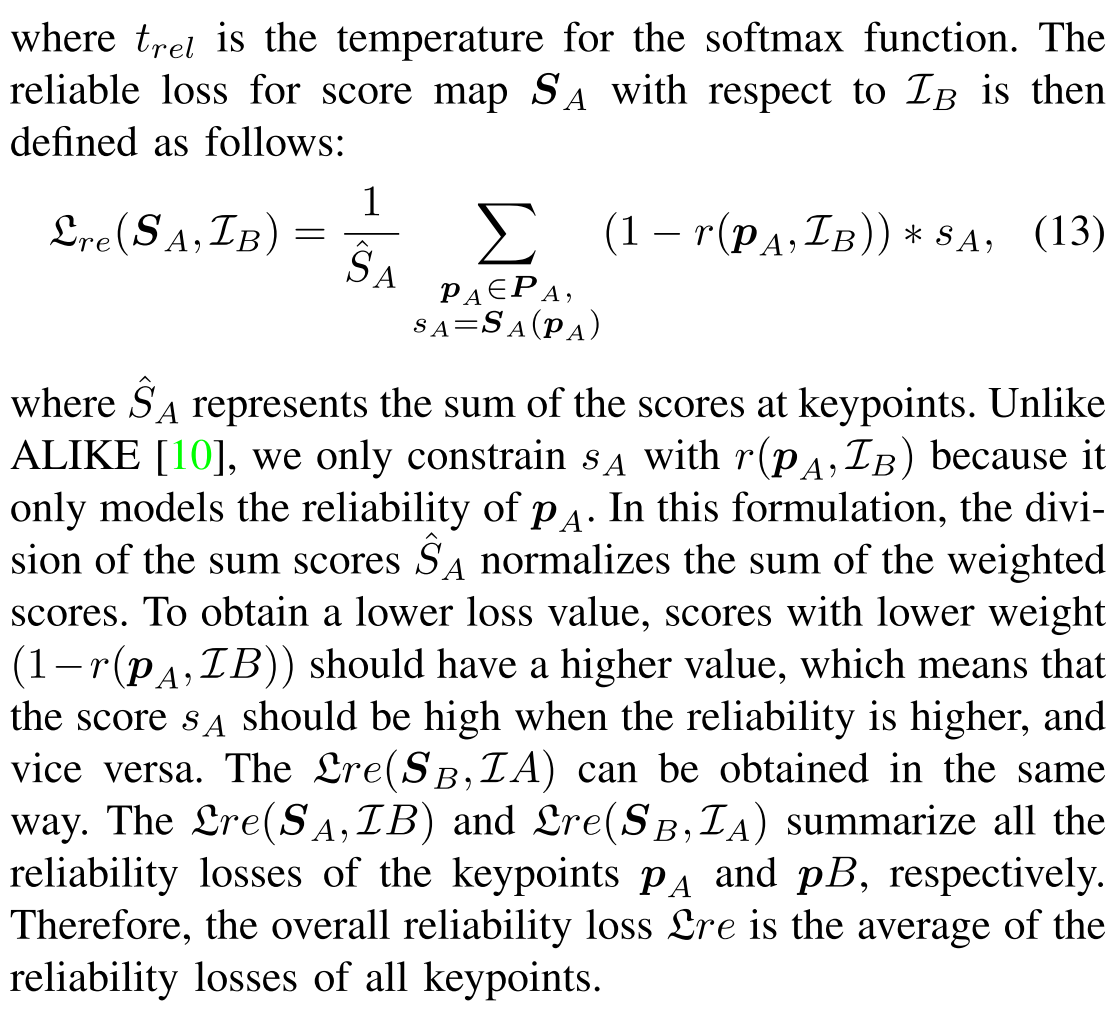 where $t_{rel}$ is the temperature for the softmax function. The
reliable loss for score map $\boldsymbol{S}_A$ with respect to $\mathcal{I}_B$ is then
defined as follows:
$\mathfrak{L}_{re}(\boldsymbol{S}_A, \mathcal{I}_B) = \frac{1}{\hat{S}_A} \sum_{\substack{\boldsymbol{p}_A \in \boldsymbol{P}_A, \\ s_A = \boldsymbol{S}_A(\boldsymbol{p}_A)}} (1 - r(\boldsymbol{p}_A, \mathcal{I}_B)) * s_A, \quad (13)$
where $\hat{S}_A$ represents the sum of the scores at keypoints. Unlike
ALIKE [10], we only constrain $s_A$ with $r(\boldsymbol{p}_A, \mathcal{I}_B)$ because it
only models the reliability of $\boldsymbol{p}_A$. In this formulation, the divi-
sion of the sum scores $\hat{S}_A$ normalizes the sum of the weighted
scores. To obtain a lower loss value, scores with lower weight
$(1 - r(\boldsymbol{p}_A, \mathcal{I}B))$ should have a higher value, which means that
the score $s_A$ should be high when the reliability is higher, and
vice versa. The $\mathfrak{L}re(\boldsymbol{S}_B, \mathcal{I}A)$ can be obtained in the same
way. The $\mathfrak{L}re(\boldsymbol{S}_A, \mathcal{I}B)$ and $\mathfrak{L}re(\boldsymbol{S}_B, \mathcal{I}_A)$ summarize all the
reliability losses of the keypoints $\boldsymbol{p}_A$ and $\boldsymbol{p}B$, respectively.
Therefore, the overall reliability loss $\mathfrak{L}re$ is the average of the
reliability losses of all keypoints.